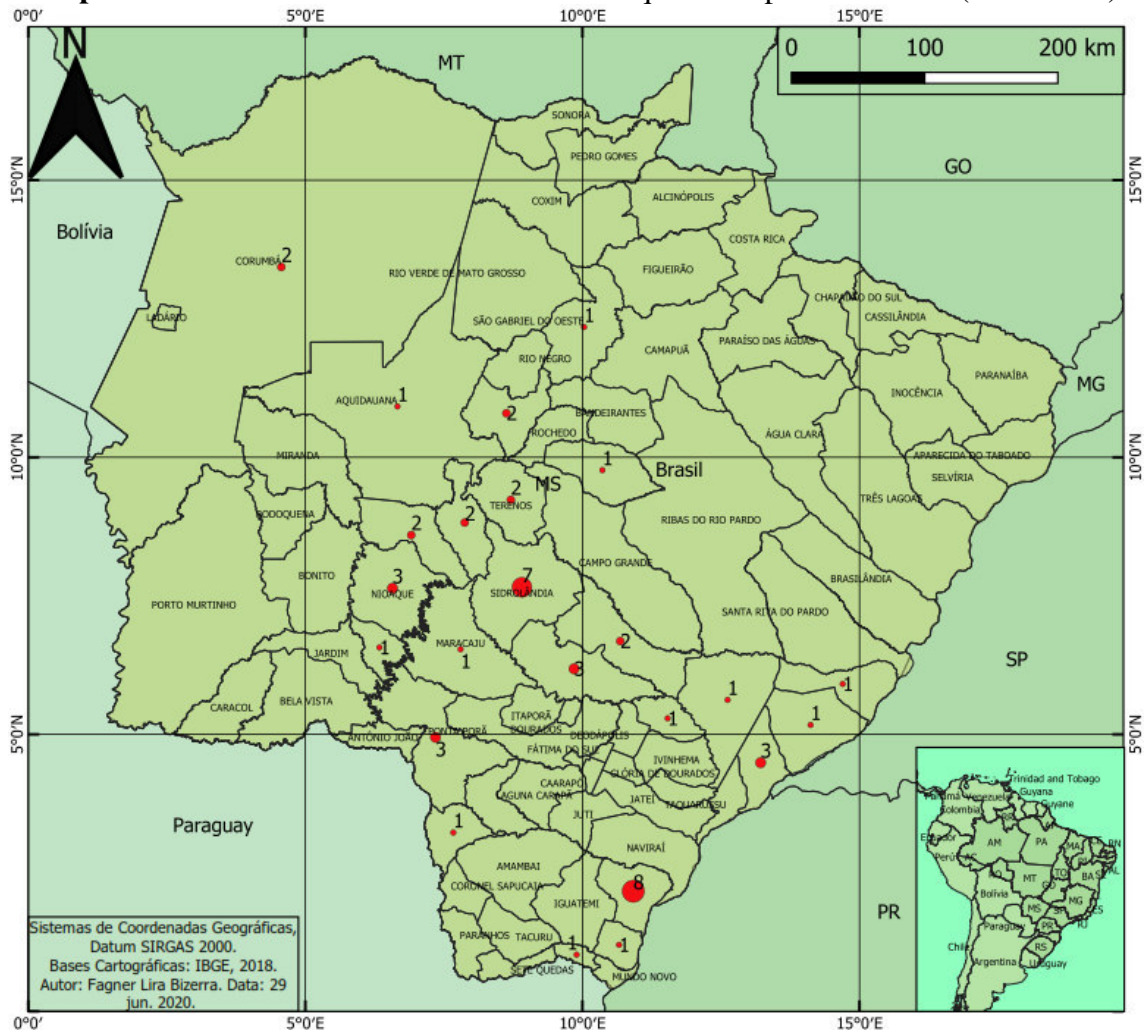 0°0' 5°0'E 10°0'E 15°0'E
N
0 100 200 km
MT
SONORA
PEDRO GOMES
GO
15°0'N 15°0'N
COXIM
ALCINÓPOLIS
Bolívia
COSTA RICA
CORUMBÁ 2
RIO VERDE DE MATO GROSSO
FIGUEIRÃO
CHAPADÃO DO SUL
LADÁRIO
SÃO GABRIEL DO OESTE 1
CASSILÂNDIA
PARAÍSO DAS ÁGUAS
CAMAPUÃ
RIO NEGRO
PARANAÍBA
MG
INOCÊNCIA
AQUIDAUANA 1
2
BANDEIRANTES
ROCHEDO
ÁGUA CLARA
10°0'N 10°0'N
MIRANDA
APARECIDA DO TABOADO
1
Brasil
SELVÍRIA
MS
2
TERENOS
TRÊS LAGOAS
BODOQUENA
2
2
RIBAS DO RIO PARDO
CAMPO GRANDE
BONITO
BRASILÂNDIA
3
NIOAQUE
7
SIDROLÂNDIA
PORTO MURTINHO
SANTA RITA DO PARDO
MARACAJU
1
2
JARDIM
1
3
SP
CARACOL
BELA VISTA
1
1
ITAPORÃ
DOURADOS
DEODÁPOLIS
1
1
5°0'N 5°0'N
ANTÔNIO JOÃO
PONTA PORÃ
3
FÁTIMA DO SUL
IVINHEMA
GLÓRIA DE DOURADOS
3
CAARAPÓ
LAGUNA CARAPÃ
JATEÍ
TAQUARUSSU
JUTI
Paraguay
1
NAVIRAÍ
AMAMBAI
CORONEL SAPUCAIA
8
IGUATEMI
PR
PARANHOS
TACURU
1
1
SETE QUEDAS
MUNDO NOVO
Sistemas de Coordenadas Geográficas,
Datum SIRGAS 2000.
Bases Cartográficas: IBGE, 2018.
Autor: Fagner Lira Bizerra. Data: 29
jun. 2020.
Trinidad and Tobago
Panamá Venezuela Guyana
Colombia Guyane
RR
Ecuador AM PA MA CE RN
Perú AC
RO TO AL
MT BA
Bolívia GO
MG
MS ES
Paraguay PR RJ
Chile RS
Argentina Uruguay
0°0' 5°0'E 10°0'E 15°0'E